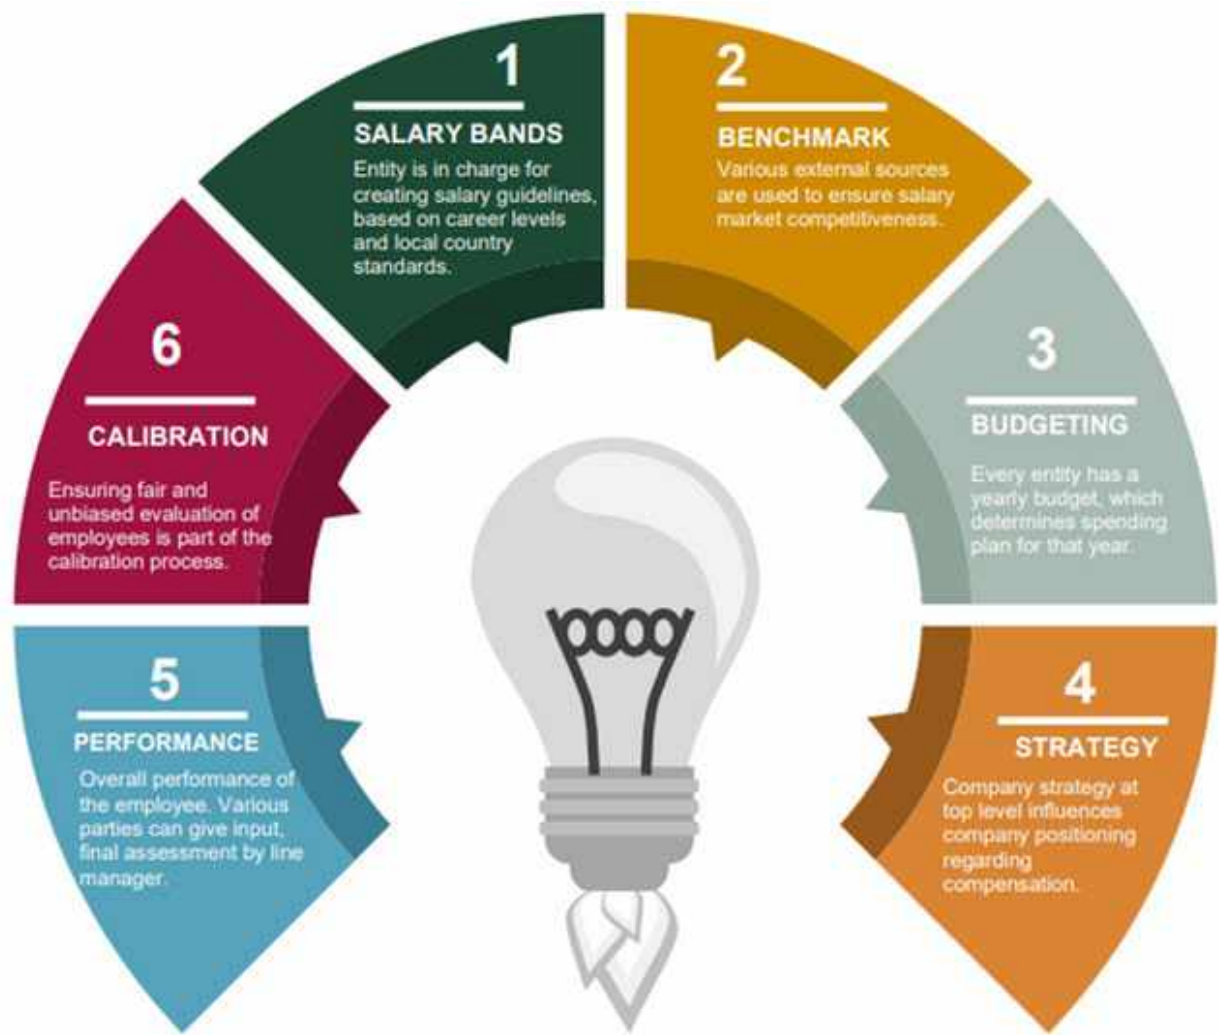 1
SALARY BANDS
Entity is in charge for
creating salary guidelines,
based on career levels
and local country
standards.
2
BENCHMARK
Various external sources
are used to ensure salary
market competitiveness.
3
BUDGETING
Every entity has a
yearly budget, which
determines spending
plan for that year.
4
STRATEGY
Company strategy at
top level influences
company positioning
regarding
compensation.
5
PERFORMANCE
Overall performance of
the employee. Various
parties can give input,
final assessment by line
manager.
6
CALIBRATION
Ensuring fair and
unbiased evaluation of
employees is part of the
calibration process.